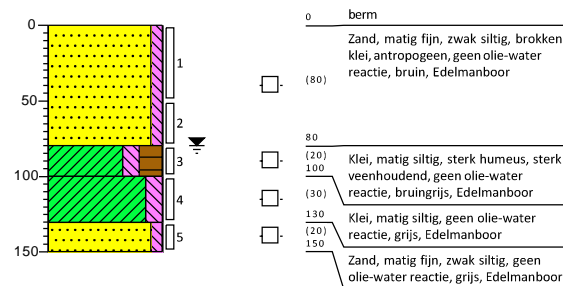 0
50
100
150
1
2
3
4
5
0 berm
Zand, matig fijn, zwak siltig, brokken
klei, antropogeen, geen olie-water
(80)
reactie, bruin, Edelmanboor
80
(20)
Klei, matig siltig, sterk humeus, sterk
100
veenhoudend, geen olie-water
(30)
reactie, bruingrijs, Edelmanboor
130
Klei, matig siltig, geen olie-water
(20)
reactie, grijs, Edelmanboor
150
Zand, matig fijn, zwak siltig, geen
olie-water reactie, grijs, Edelmanboor